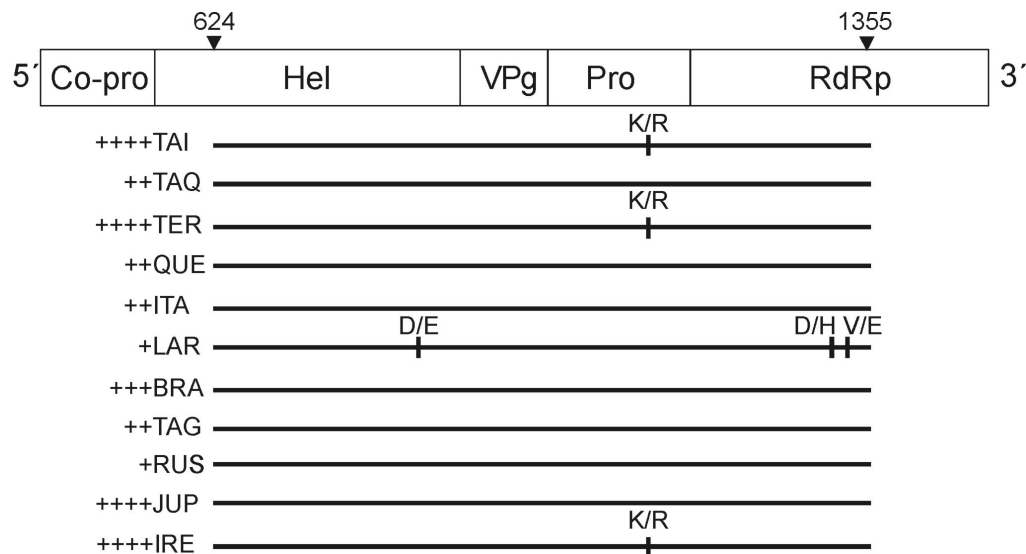 624 1355
5´ Co-pro Hel VPg Pro RdRp 3´
K/R
++++TAI
++TAQ
K/R
++++TER
++QUE
++ITA
D/E D/H V/E
+LAR
+++BRA
++TAG
+RUS
++++JUP
K/R
++++IRE